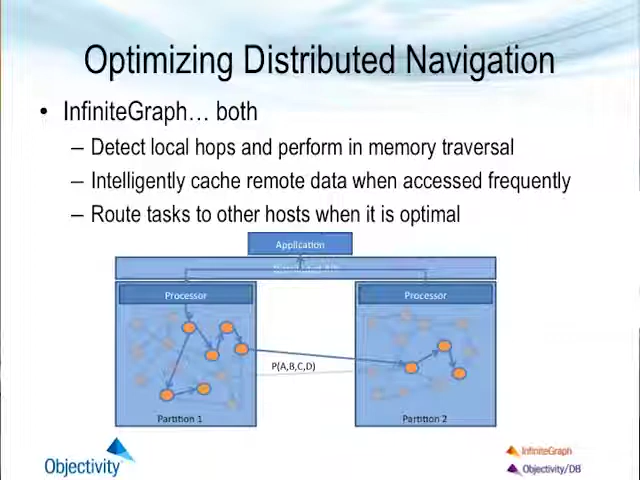 Optimizing Distributed Navigation
• InfiniteGraph… both
– Detect local hops and perform in memory traversal
– Intelligently cache remote data when accessed frequently
– Route tasks to other hosts when it is optimal
Application
Processor
Processor
P(A,B,C,D)
Partition 1
Partition 2
Objectivity
InfiniteGraph
Objectivity/DB